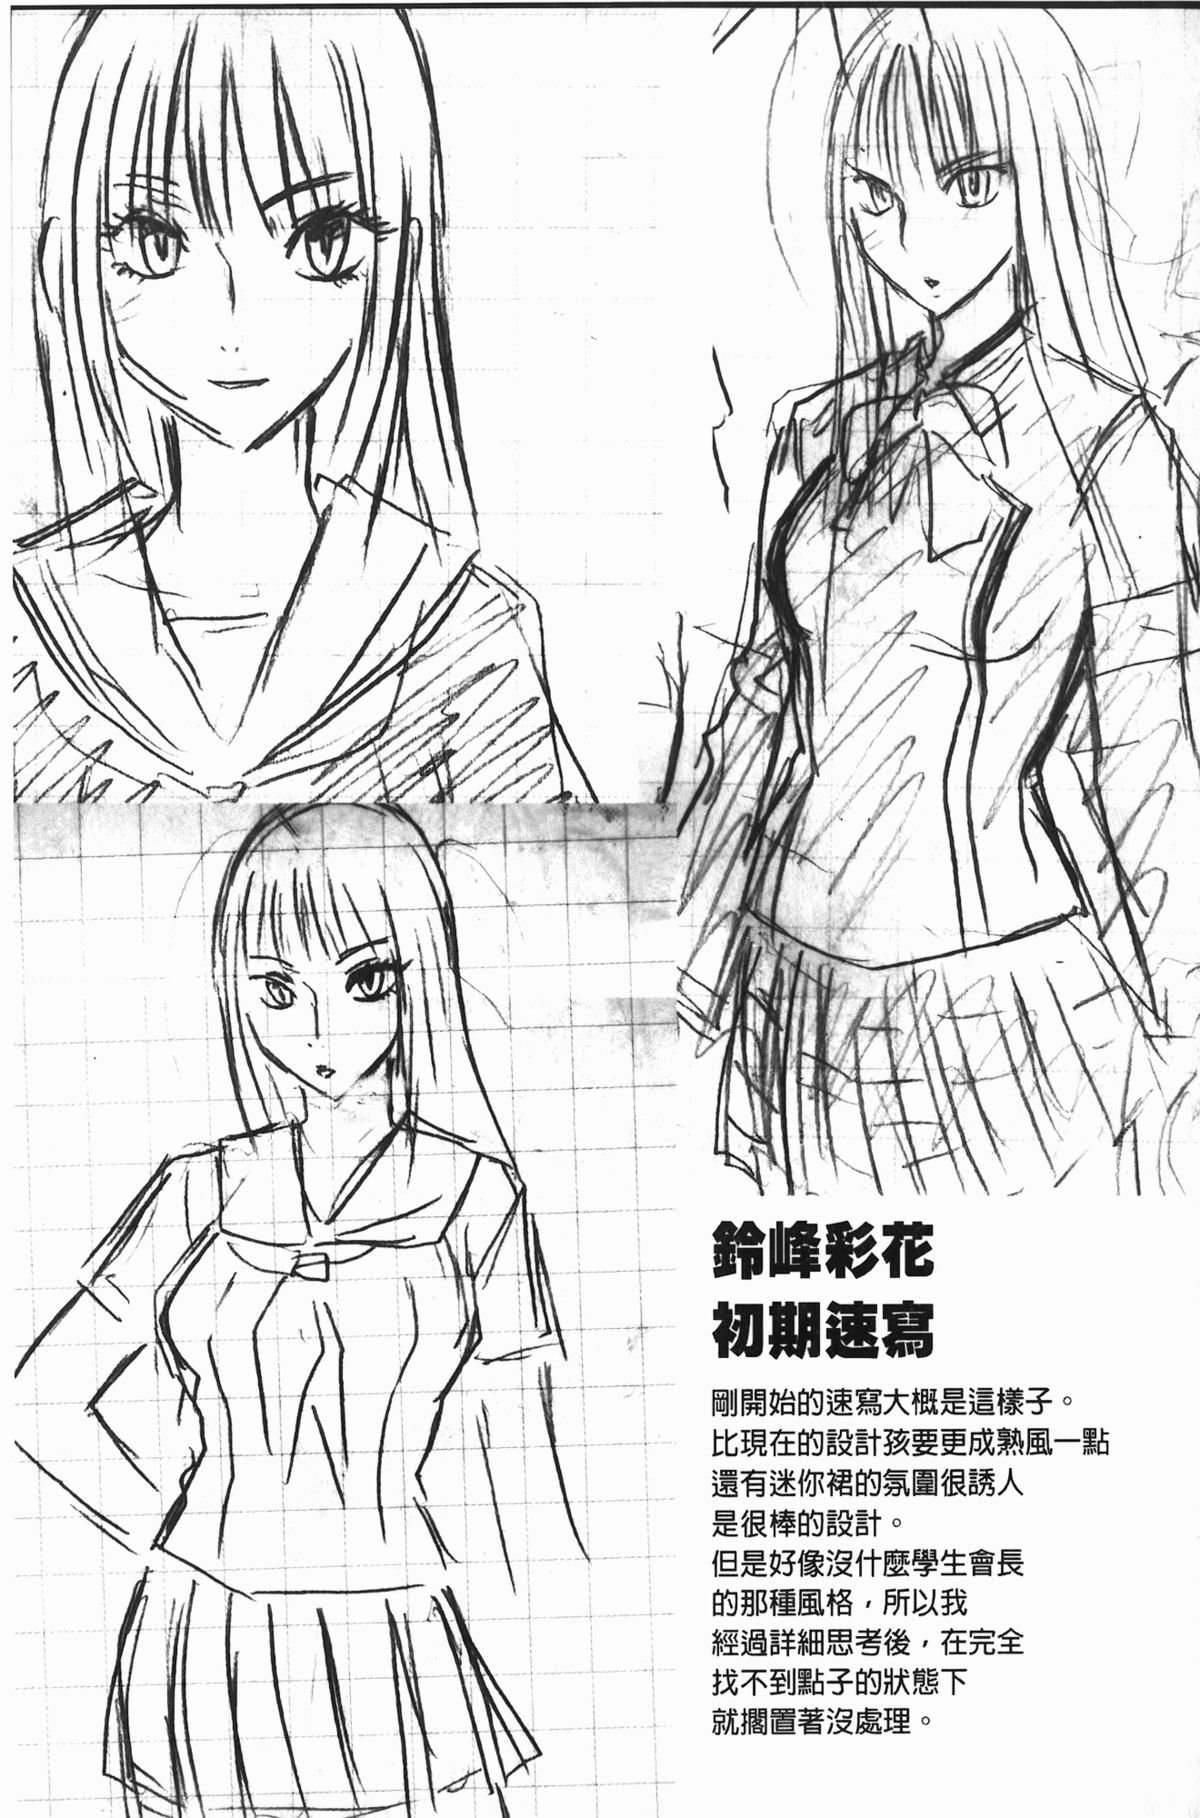 鈴峰彩花
初期速寫
剛開始的速寫大概是這樣子。
比現在的設計孩要更成熟風一點
還有迷你裙的氛圍很誘人
是很棒的設計。
但是好像沒什麼學生會長
的那種風格，所以我
經過詳細思考後，在完全
找不到點子的狀態下
就擱置著沒處理。